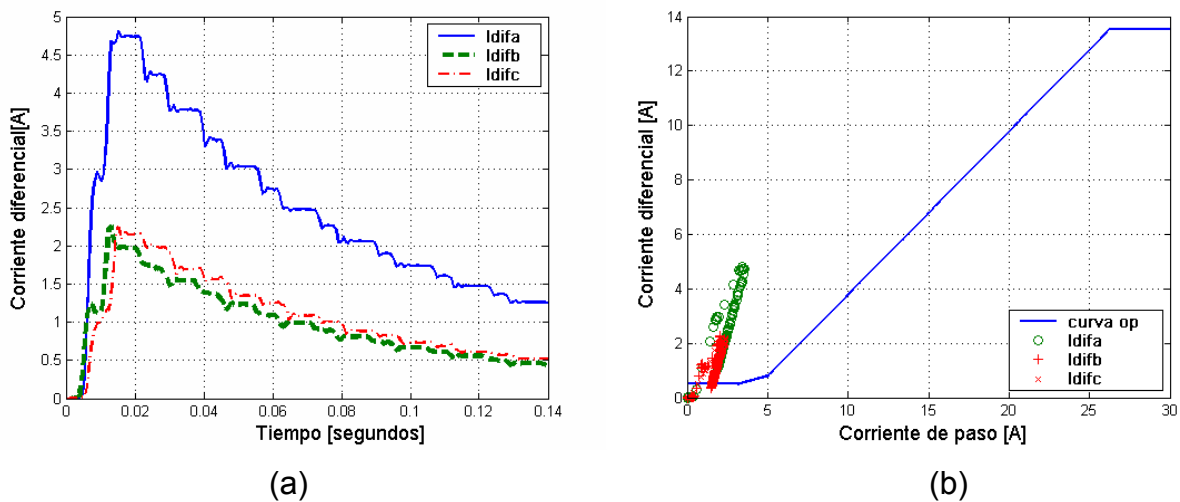 Corriente diferencial[A]
5
4.5
4
3.5
3
2.5
2
1.5
1
0.5
0
0
0.02
0.04
0.06
0.08
0.1
0.12
0.14
Tiempo [segundos]
Idifa
Idifb
Idifc
(a)
Corriente diferencial [A]
14
12
10
8
6
4
2
0
0
5
10
15
20
25
30
Corriente de paso [A]
curva op
Idifa
Idifb
Idifc
(b)